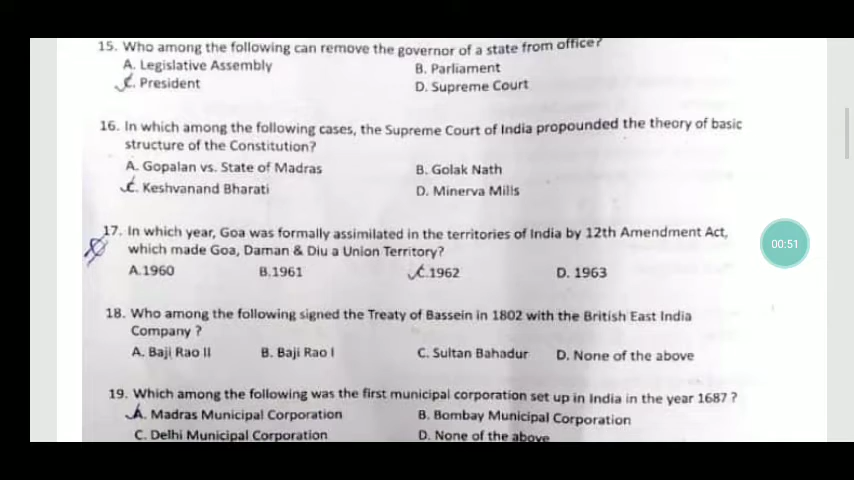 15. Who among the following can remove the governor of a state from office?
A. Legislative Assembly B. Parliament
C. President D. Supreme Court
16. In which among the following cases, the Supreme Court of India propounded the theory of basic
structure of the Constitution?
A. Gopalan vs. State of Madras B. Golak Nath
C. Keshvanand Bharati D. Minerva Mills
17. In which year, Goa was formally assimilated in the territories of India by 12th Amendment Act,
which made Goa, Daman & Diu a Union Territory?
A.1960 B.1961 C.1962 D. 1963
00:51
18. Who among the following signed the Treaty of Bassein in 1802 with the British East India
Company ?
A. Baji Rao II B. Baji Rao I C. Sultan Bahadur D. None of the above
19. Which among the following was the first municipal corporation set up in India in the year 1687 ?
A. Madras Municipal Corporation B. Bombay Municipal Corporation
C. Delhi Municipal Corporation D. None of the above